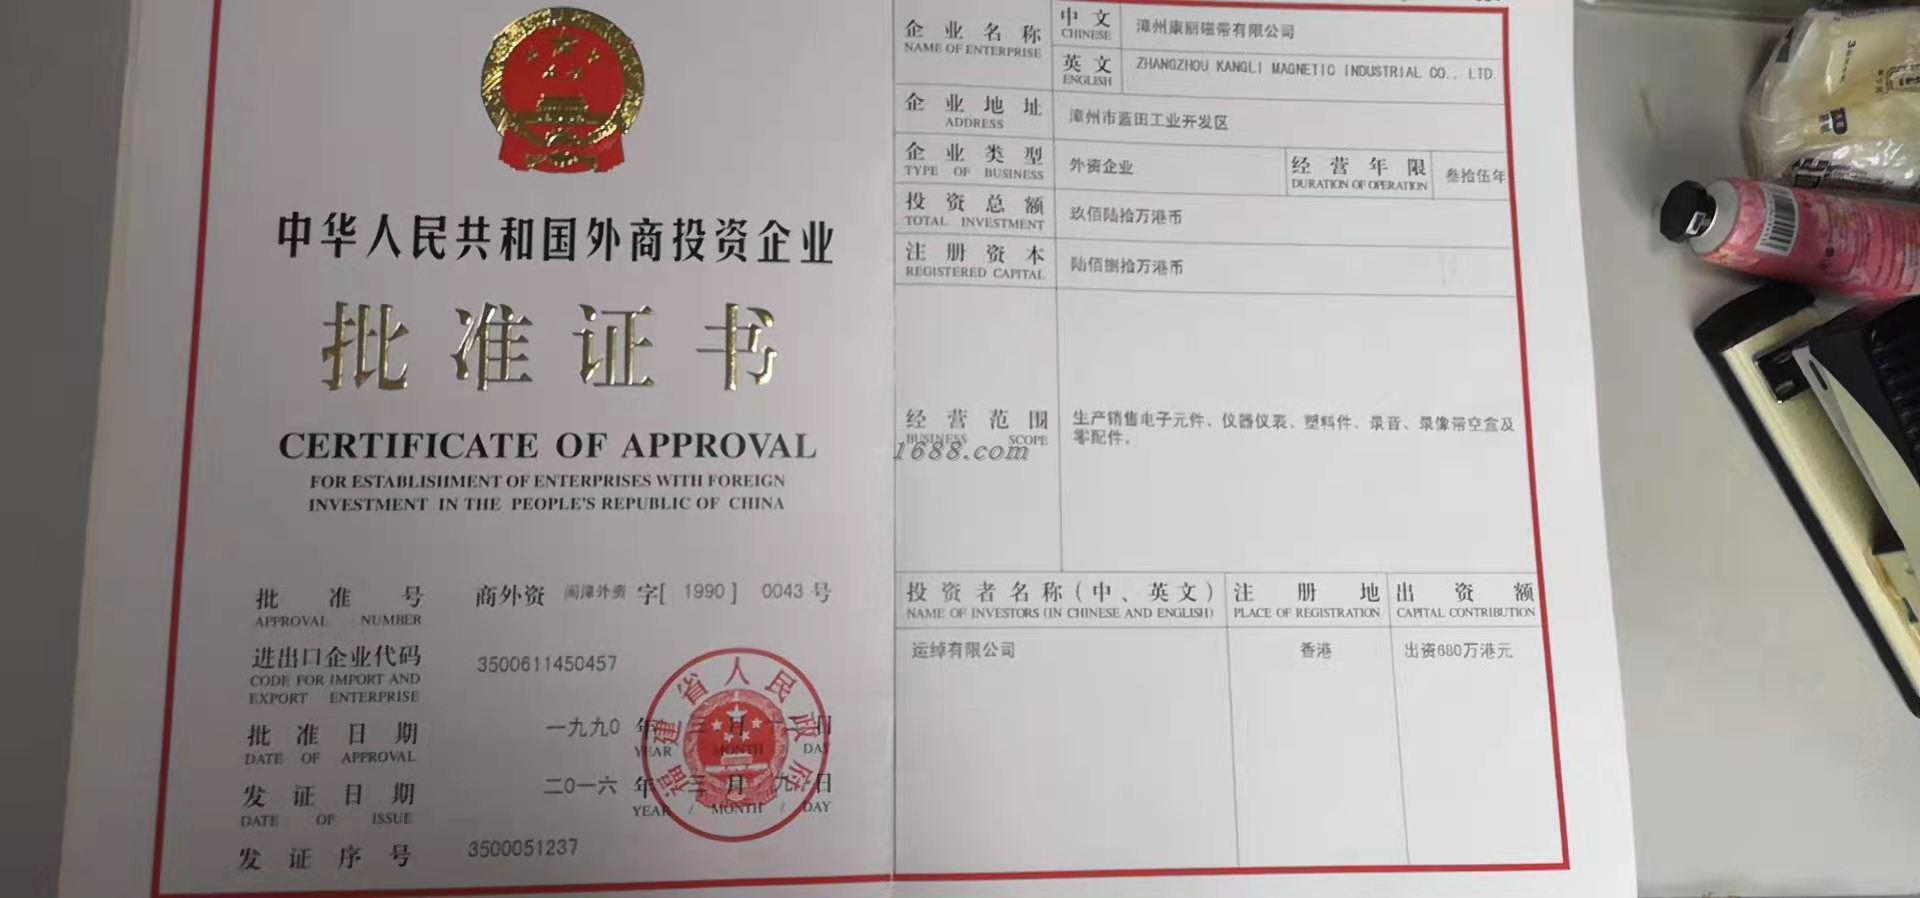 中华人民共和国外商投资企业
批准证书
CERTIFICATE OF APPROVAL
FOR ESTABLISHMENT OF ENTERPRISES WITH FOREIGN
INVESTMENT IN THE PEOPLE'S REPUBLIC OF CHINA
批准号 商外资 闽漳外资 字[ 1990 ] 0043 号
APPROVAL NUMBER
进出口企业代码 3500611450457
CODE FOR IMPORT AND
EXPORT ENTERPRISE
批准日期 一九九0 年 三 月 日
DATE OF APPROVAL YEAR MONTH DAY
发证日期 二0一六 年 三 月 九 日
DATE OF ISSUE YEAR / MONTH / DAY
发证序号 3500051237
福建省人民政府
企业名称 中文 漳州康丽磁带有限公司
NAME OF ENTERPRISE CHINESE
英文 ZHANGZHOU KANGLI MAGNETIC INDUSTRIAL CO., LTD.
ENGLISH
企业地址 漳州市蓝田工业开发区
ADDRESS
企业类型 外资企业 经营年限 叁拾伍年
TYPE OF BUSINESS DURATION OF OPERATION
投资总额 玖佰陆拾万港币
TOTAL INVESTMENT
注册资本 陆佰捌拾万港币
REGISTERED CAPITAL
经营范围 生产销售电子元件、仪器仪表、塑料件、录音、录像带空盒及
BUSINESS SCOPE 零配件。
1688.com
投资者名称(中、英文) 注册地 出资额
NAME OF INVESTORS (IN CHINESE AND ENGLISH) PLACE OF REGISTRATION CAPITAL CONTRIBUTION
运绰有限公司 香港 出资680万港元